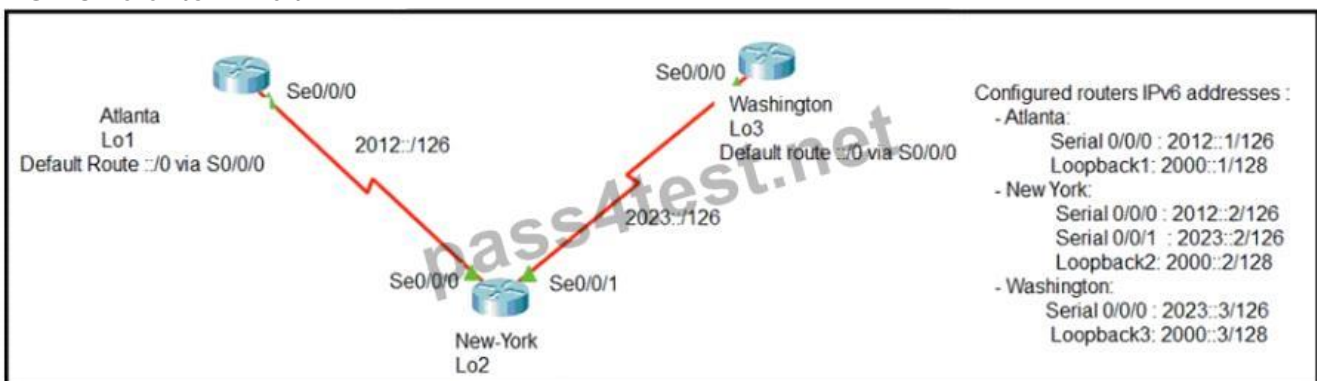 Se0/0/0
Atlanta
Lo1
Default Route ::/0 via S0/0/0
2012::/126
Se0/0/0
Washington
Lo3
Default route ::/0 via S0/0/0
2023::/126
pass4test.net
Se0/0/0
Se0/0/1
New-York
Lo2
Configured routers IPv6 addresses :
- Atlanta:
Serial 0/0/0 : 2012::1/126
Loopback1: 2000::1/128
- New York:
Serial 0/0/0 : 2012::2/126
Serial 0/0/1 : 2023::2/126
Loopback2: 2000::2/128
- Washington:
Serial 0/0/0 : 2023::3/126
Loopback3: 2000::3/128